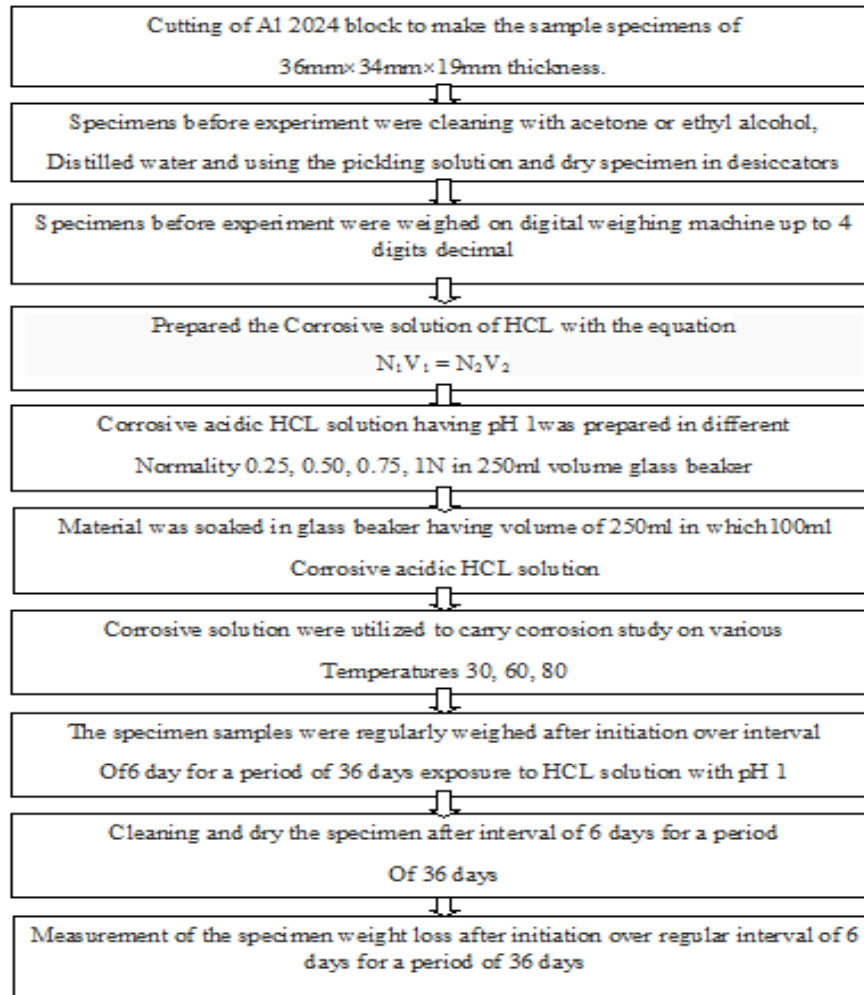 Cutting of Al 2024 block to make the sample specimens of
36mm×34mm×19mm thickness.
Specimens before experiment were cleaning with acetone or ethyl alcohol,
Distilled water and using the pickling solution and dry specimen in desiccators
Specimens before experiment were weighed on digital weighing machine up to 4
digits decimal
Prepared the Corrosive solution of HCL with the equation
N₁V₁ = N₂V₂
Corrosive acidic HCL solution having pH 1was prepared in different
Normality 0.25, 0.50, 0.75, 1N in 250ml volume glass beaker
Material was soaked in glass beaker having volume of 250ml in which100ml
Corrosive acidic HCL solution
Corrosive solution were utilized to carry corrosion study on various
Temperatures 30, 60, 80
The specimen samples were regularly weighed after initiation over interval
Of6 day for a period of 36 days exposure to HCL solution with pH 1
Cleaning and dry the specimen after interval of 6 days for a period
Of 36 days
Measurement of the specimen weight loss after initiation over regular interval of 6
days for a period of 36 days